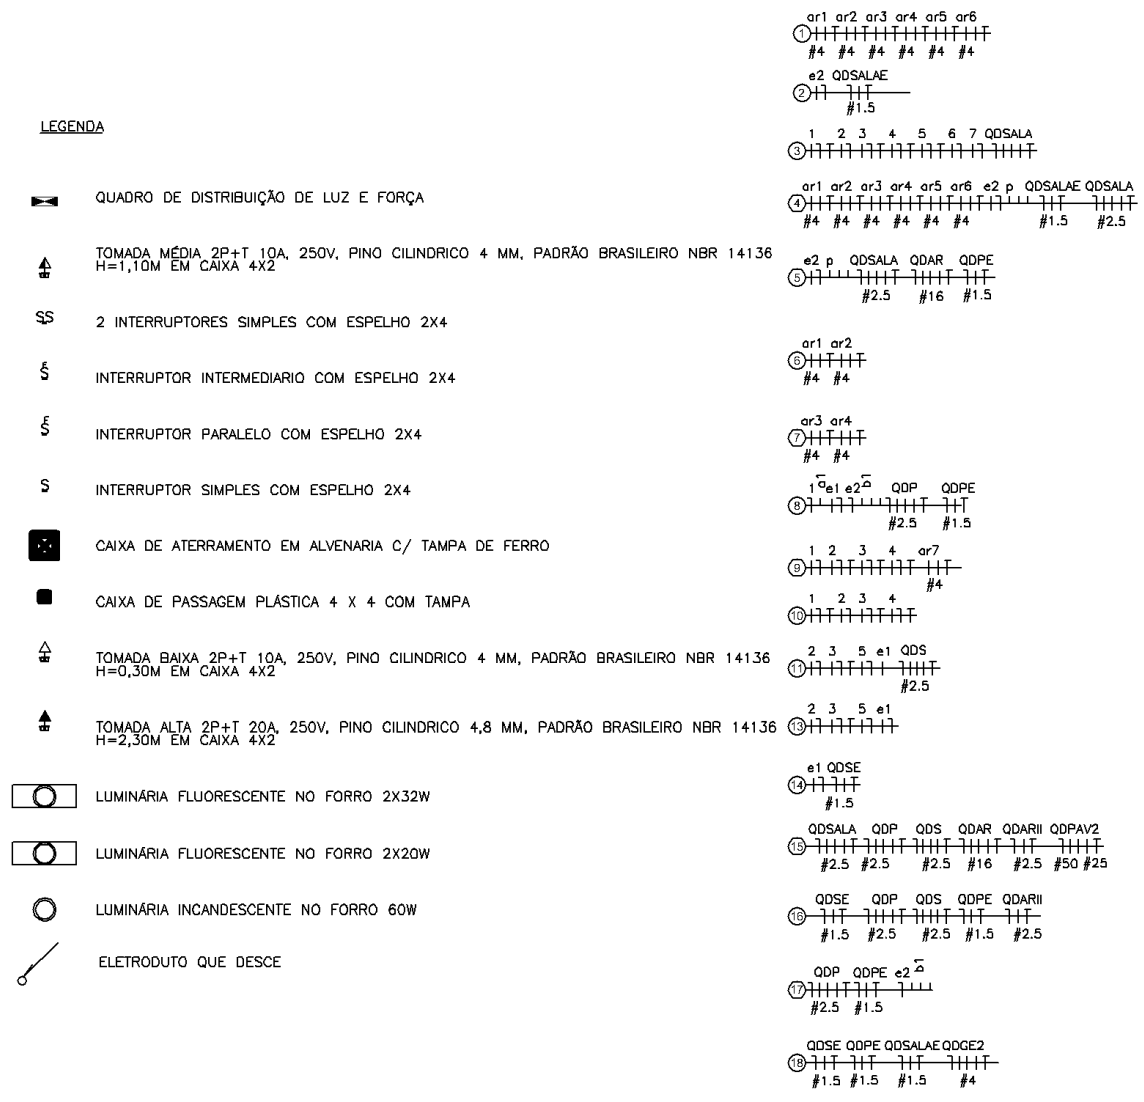 LEGENDA
QUADRO DE DISTRIBUIÇÃO DE LUZ E FORÇA
TOMADA MÉDIA 2P+T 10A, 250V, PINO CILINDRICO 4 MM, PADRÃO BRASILEIRO NBR 14136
H=1,10M EM CAIXA 4X2
SS 2 INTERRUPTORES SIMPLES COM ESPELHO 2X4
S INTERRUPTOR INTERMEDIARIO COM ESPELHO 2X4
S INTERRUPTOR PARALELO COM ESPELHO 2X4
S INTERRUPTOR SIMPLES COM ESPELHO 2X4
CAIXA DE ATERRAMENTO EM ALVENARIA C/ TAMPA DE FERRO
CAIXA DE PASSAGEM PLÁSTICA 4 X 4 COM TAMPA
TOMADA BAIXA 2P+T 10A, 250V, PINO CILINDRICO 4 MM, PADRÃO BRASILEIRO NBR 14136
H=0,30M EM CAIXA 4X2
TOMADA ALTA 2P+T 20A, 250V, PINO CILINDRICO 4,8 MM, PADRÃO BRASILEIRO NBR 14136
H=2,30M EM CAIXA 4X2
LUMINÁRIA FLUORESCENTE NO FORRO 2X32W
LUMINÁRIA FLUORESCENTE NO FORRO 2X20W
LUMINÁRIA INCANDESCENTE NO FORRO 60W
ELETRODUTO QUE DESCE
ar1 ar2 ar3 ar4 ar5 ar6
1
#4 #4 #4 #4 #4 #4
e2 QDSALAE
2
#1.5
1 2 3 4 5 6 7 QDSALA
3
ar1 ar2 ar3 ar4 ar5 ar6 e2 p QDSALAE QDSALA
4
#4 #4 #4 #4 #4 #4 #1.5 #2.5
e2 p QDSALA QDAR QDPE
5
#2.5 #16 #1.5
ar1 ar2
6
#4 #4
ar3 ar4
7
#4 #4
1 a1 e1 e2 b1 QDP QDPE
8
#2.5 #1.5
1 2 3 4 ar7
9
#4
1 2 3 4
10
2 3 5 e1 QDS
11
#2.5
2 3 5 e1
13
e1 QDSE
14
#1.5
QDSALA QDP QDS QDAR QDARII QDPAV2
15
#2.5 #2.5 #2.5 #16 #2.5 #50 #25
QDSE QDP QDS QDPE QDARII
16
#1.5 #2.5 #2.5 #1.5 #2.5
QDP QDPE e2 b1
17
#2.5 #1.5
QDSE QDPE QDSALAE QDGE2
18
#1.5 #1.5 #1.5 #4